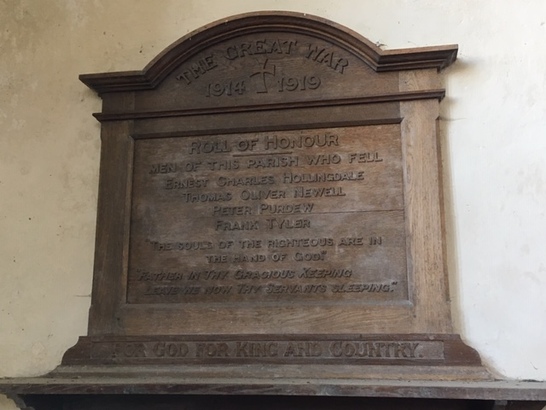 THE GREAT WAR
1914 1919
ROLL OF HONOUR
MEN OF THIS PARISH WHO FELL
ERNEST CHARLES HOLLINGDALE
THOMAS OLIVER NEWELL
PETER PURDEW
FRANK TYLER
"THE SOULS OF THE RIGHTEOUS ARE IN
THE HAND OF GOD."
"FATHER IN THY GRACIOUS KEEPING
LEAVE WE NOW THY SERVANTS SLEEPING."
FOR GOD FOR KING AND COUNTRY.